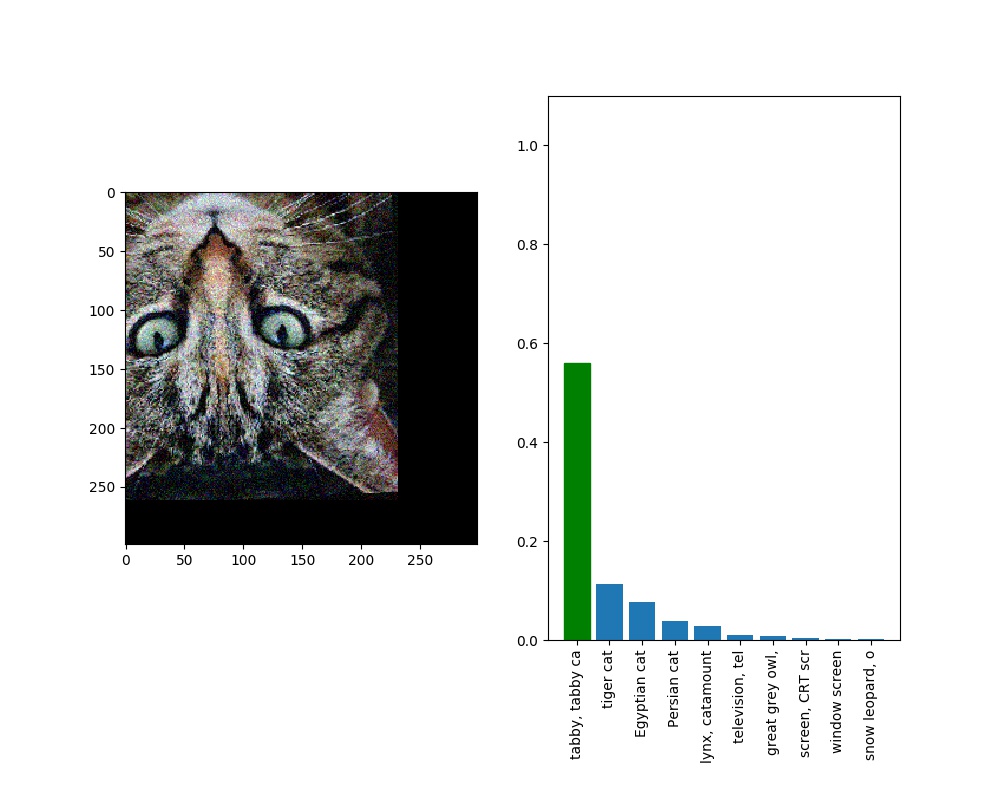 0
50
100
150
200
250
0
50
100
150
200
250
1.0
0.8
0.6
0.4
0.2
0.0
tabby, tabby ca
tiger cat
Egyptian cat
Persian cat
lynx, catamount
television, tel
great grey owl,
screen, CRT scr
window screen
snow leopard, o